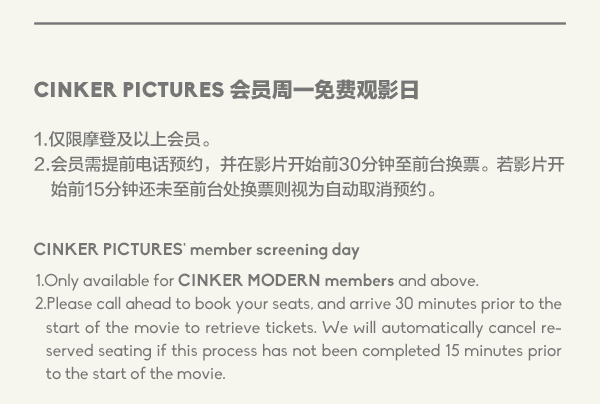 CINKER PICTURES 会员周一免费观影日
1.仅限摩登及以上会员。
2.会员需提前电话预约，并在影片开始前30分钟至前台换票。若影片开
始前15分钟还未至前台处换票则视为自动取消预约。
CINKER PICTURES' member screening day
1.Only available for CINKER MODERN members and above.
2.Please call ahead to book your seats, and arrive 30 minutes prior to the
start of the movie to retrieve tickets. We will automatically cancel re-
served seating if this process has not been completed 15 minutes prior
to the start of the movie.